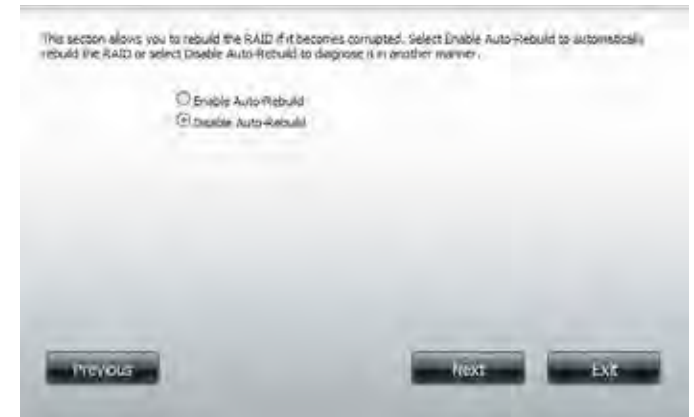 This section allows you to rebuild the RAID if it becomes corrupted. Select Enable Auto-Rebuild to automatically
rebuild the RAID or select Disable Auto-Rebuild to diagnose it in another manner.
Enable Auto-Rebuild
Disable Auto-Rebuild
Previous
Next
Exit